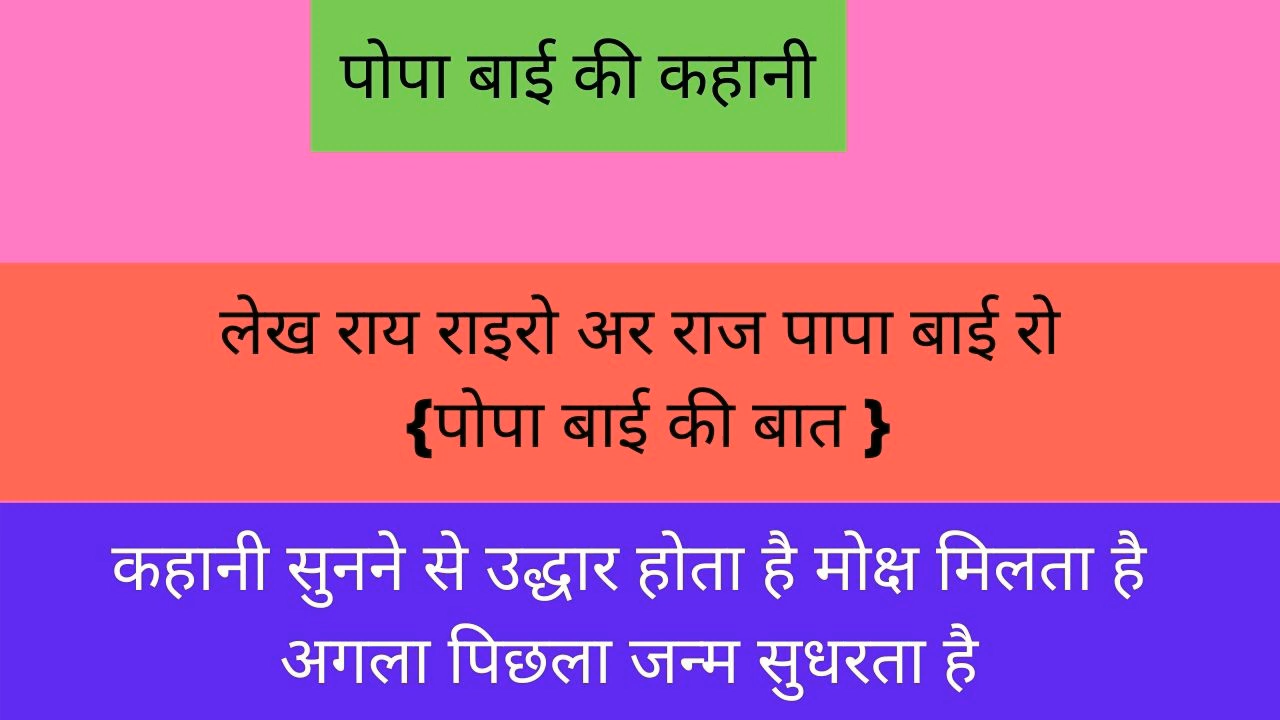 पोपा बाई की कहानी
लेख राय राइरो अर राज पापा बाई रो
{पोपा बाई की बात }
कहानी सुनने से उद्धार होता है मोक्ष मिलता है
अगला पिछला जन्म सुधरता है